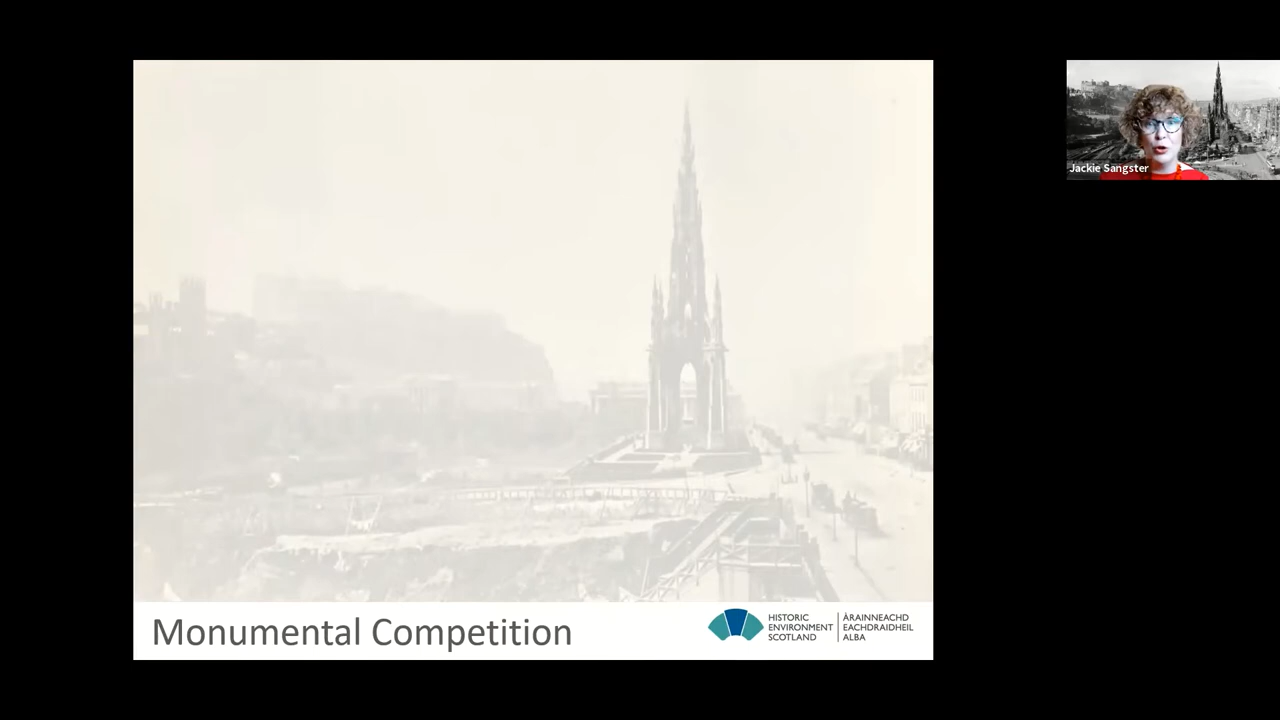 Jackie Sangster
Monumental Competition
HISTORIC
ENVIRONMENT
SCOTLAND
ÀRAINNEACHD
EACHDRAIDHEIL
ALBA